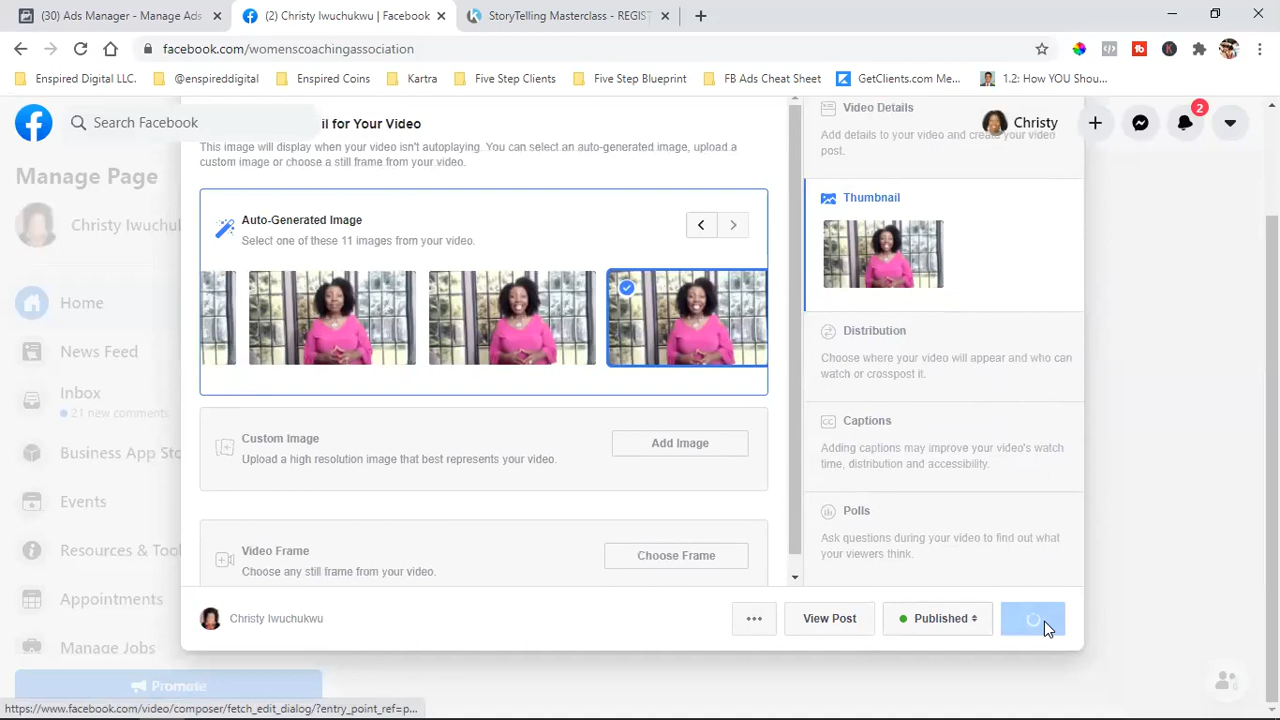 (30) Ads Manager - Manage Ads
(2) Christy Iwuchukwu | Facebook
StoryTelling Masterclass - REGIST
facebook.com/womenscoachingassociation
Enspired Digital LLC.
@enspireddigital
Enspired Coins
Kartra
Five Step Clients
Five Step Blueprint
FB Ads Cheat Sheet
GetClients.com Me...
1.2: How YOU Shou...
Search Facebook
Christy
2
Manage Page
Christy Iwuchuk
Home
News Feed
Inbox
21 new comments
Business App Sto
Events
Resources & Tool
Appointments
Manage Jobs
Promote
il for Your Video
This image will display when your video isn't autoplaying. You can select an auto-generated image, upload a
custom image or choose a still frame from your video.
Auto-Generated Image
Select one of these 11 images from your video.
Custom Image
Upload a high resolution image that best represents your video.
Add Image
Video Frame
Choose any still frame from your video.
Choose Frame
Video Details
Add details to your video and create your video
post.
Thumbnail
Distribution
Choose where your video will appear and who can
watch or crosspost it.
CC
Captions
Adding captions may improve your video's watch
time, distribution and accessibility.
Polls
Ask questions during your video to find out what
your viewers think.
Christy Iwuchukwu
View Post
Published
https://www.facebook.com/video/composer/fetch_edit_dialog/?entry_point_ref=p...